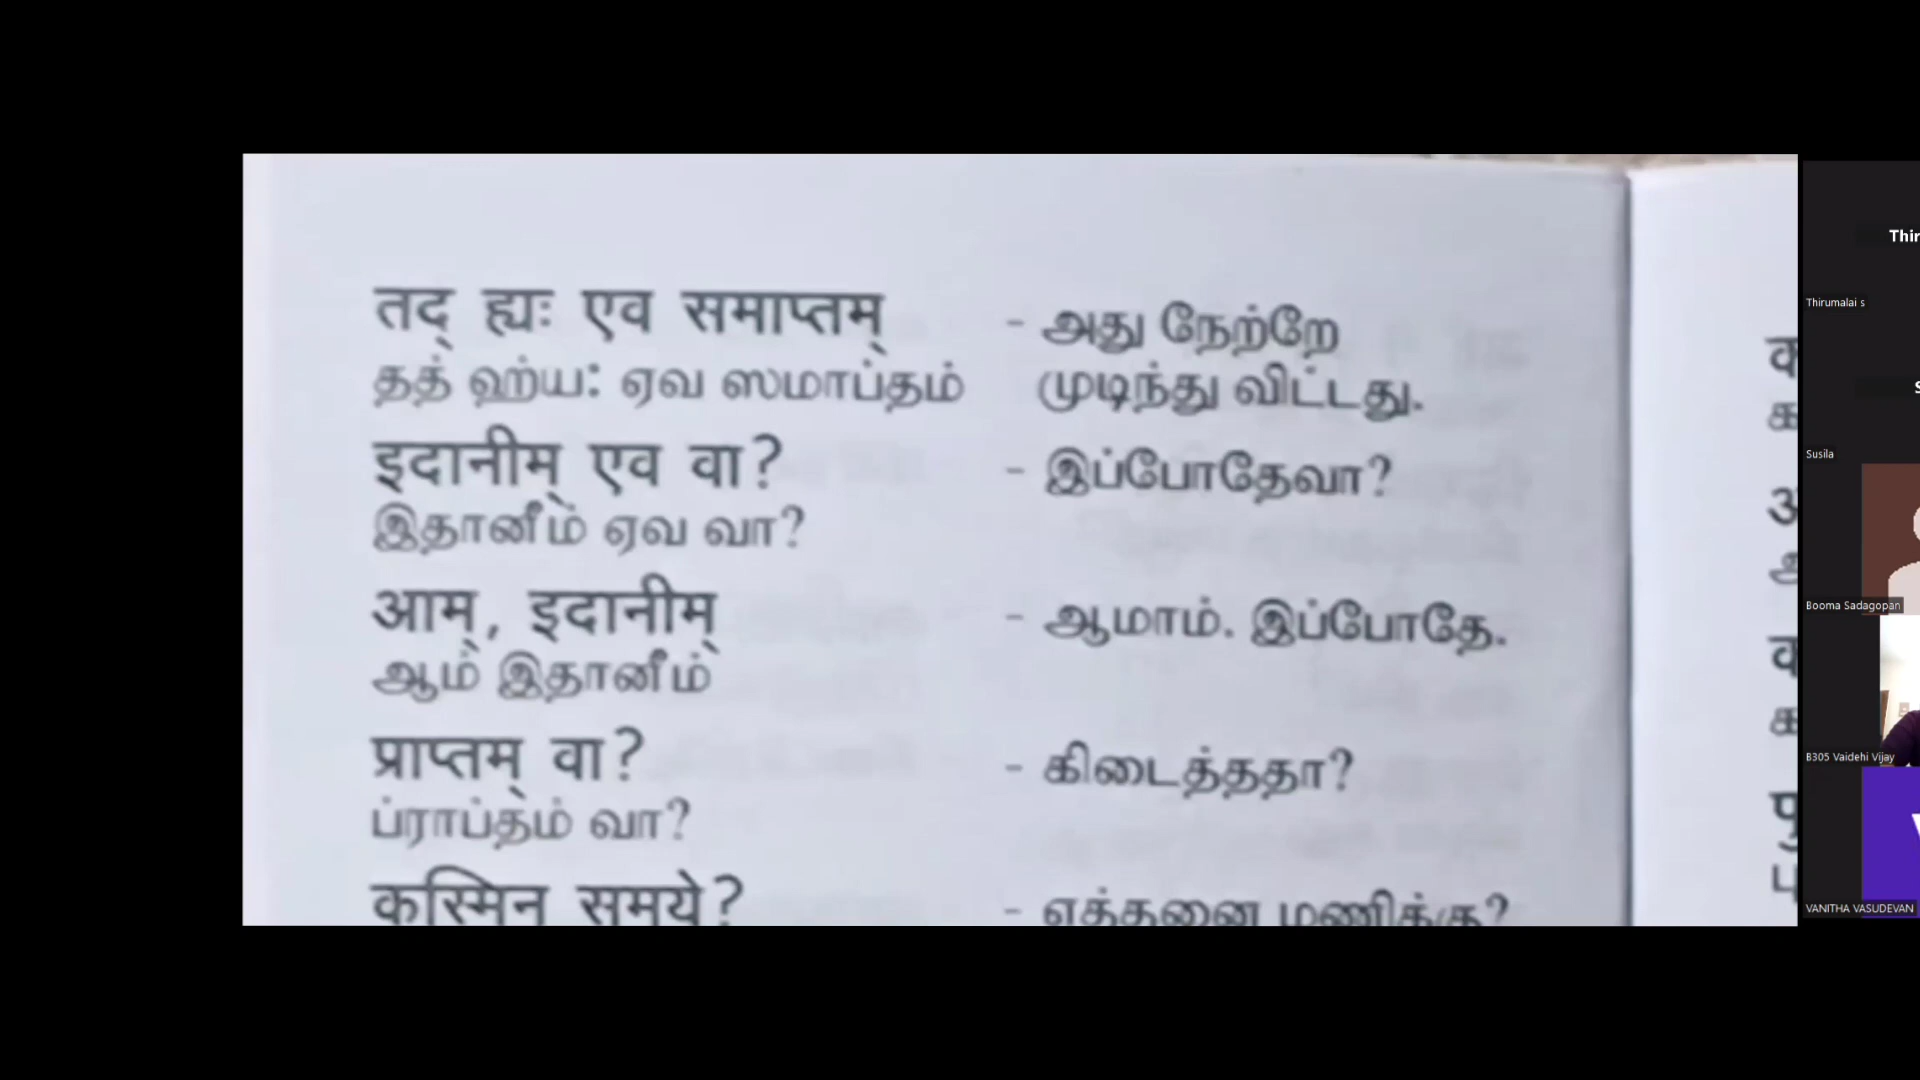 तद् ह्यः एव समाप्तम् - அது நேற்றே
தத் ஹ்ய: ஏவ ஸமாப்தம் முடிந்து விட்டது.
इदानीम् एव वा? - இப்போதேவா?
இதானீம் ஏவ வா?
आम्, इदानीम् - ஆமாம். இப்போதே.
ஆம் இதானீம்
प्राप्तम् वा? - கிடைத்ததா?
ப்ராப்தம் வா?
कस्मिन समये? - எத்தனை மணிக்கு?
Thirumalai s
Susila
Booma Sadagopan
B305 Vaidehi Vijay
VANITHA VASUDEVAN